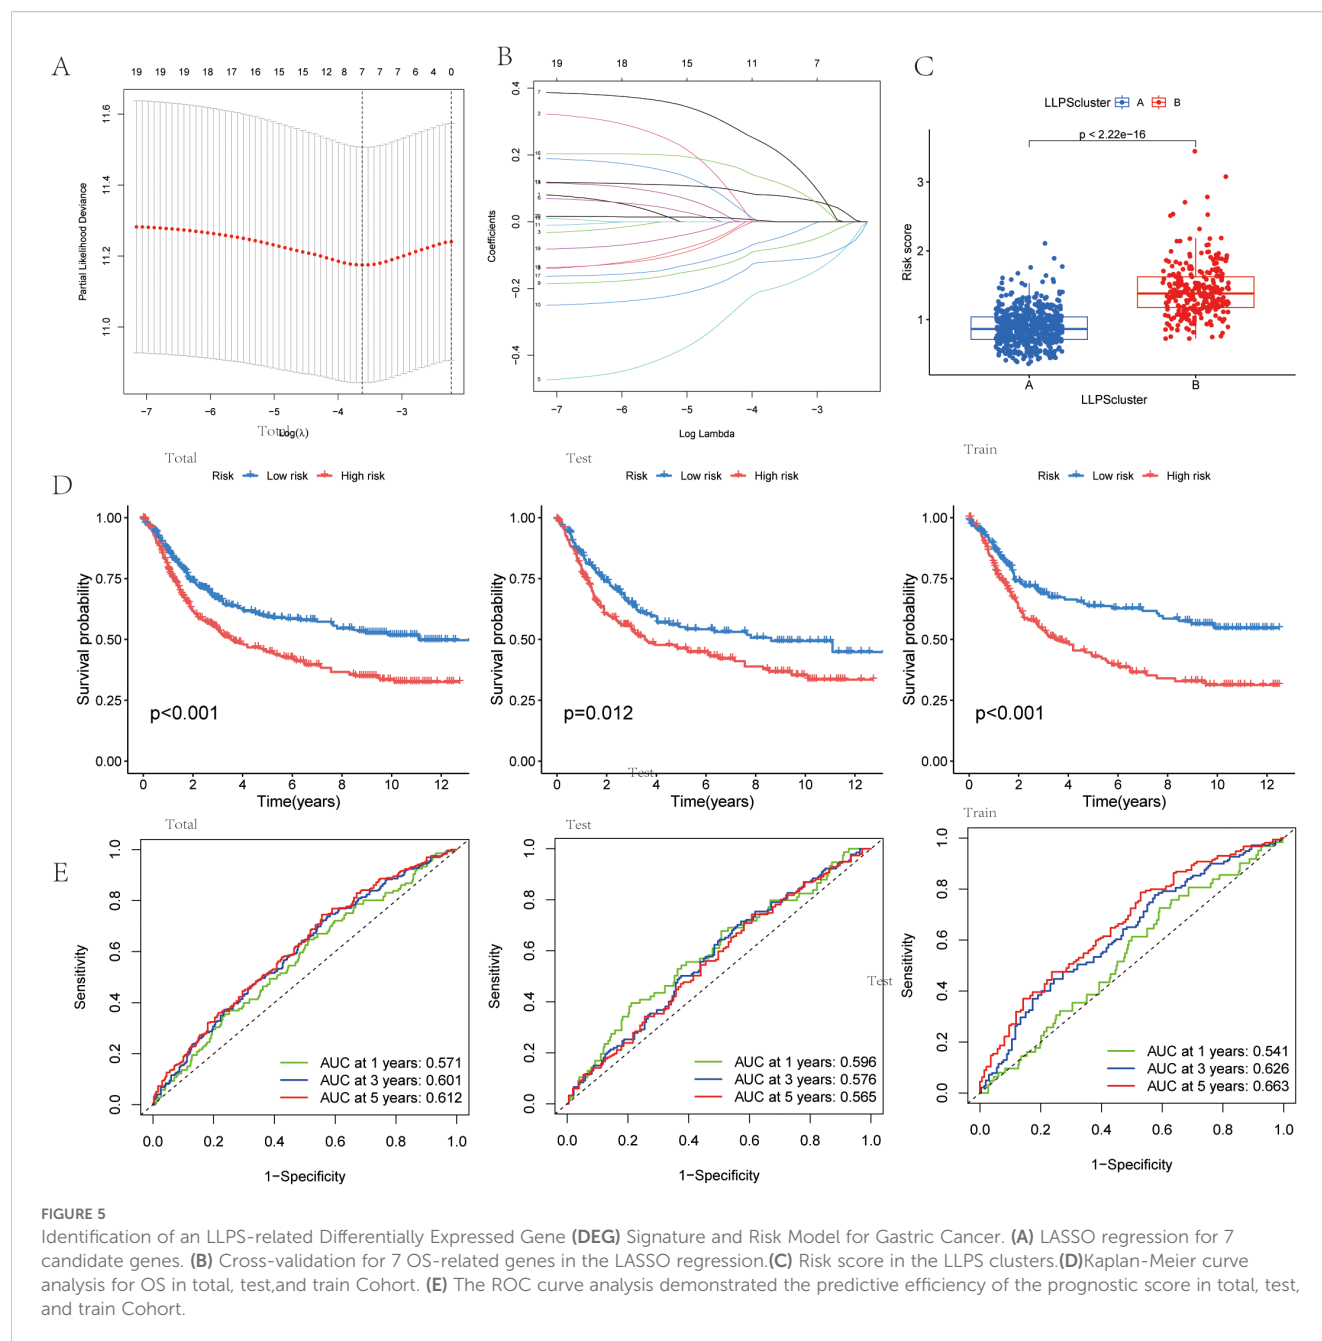 A
19 19 19 18 17 16 15 15 12 8 7 7 7 6 4 0
Partial Likelihood Deviance
11.6
11.4
11.2
11.0
−7 −6 −5 −4 −3
Total
Log(λ)
B
19 18 15 11 7
Coefficients
0.4
0.2
0.0
−0.2
−0.4
7
2
16
4
1
6
11
3
19
17
9
10
5
−7 −6 −5 −4 −3
Log Lambda
C
LLPScluster A B
p < 2.22e−16
Risk score
3
2
1
A B
LLPScluster
D
Total
Risk Low risk High risk
Survival probability
1.00
0.75
0.50
0.25
0.00
p<0.001
0 2 4 6 8 10 12
Time(years)
Test
Risk Low risk High risk
Survival probability
1.00
0.75
0.50
0.25
0.00
p=0.012
Test
0 2 4 6 8 10 12
Time(years)
Train
Risk Low risk High risk
Survival probability
1.00
0.75
0.50
0.25
0.00
p<0.001
0 2 4 6 8 10 12
Time(years)
E
Total
Sensitivity
1.0
0.8
0.6
0.4
0.2
0.0
AUC at 1 years: 0.571
AUC at 3 years: 0.601
AUC at 5 years: 0.612
0.0 0.2 0.4 0.6 0.8 1.0
1−Specificity
Test
Sensitivity
1.0
0.8
0.6
0.4
0.2
0.0
AUC at 1 years: 0.596
AUC at 3 years: 0.576
AUC at 5 years: 0.565
0.0 0.2 0.4 0.6 0.8 1.0
1−Specificity
Test
Train
Sensitivity
1.0
0.8
0.6
0.4
0.2
0.0
AUC at 1 years: 0.541
AUC at 3 years: 0.626
AUC at 5 years: 0.663
0.0 0.2 0.4 0.6 0.8 1.0
1−Specificity
FIGURE 5
Identification of an LLPS-related Differentially Expressed Gene (DEG) Signature and Risk Model for Gastric Cancer. (A) LASSO regression for 7
candidate genes. (B) Cross-validation for 7 OS-related genes in the LASSO regression.(C) Risk score in the LLPS clusters.(D)Kaplan-Meier curve
analysis for OS in total, test,and train Cohort. (E) The ROC curve analysis demonstrated the predictive efficiency of the prognostic score in total, test,
and train Cohort.